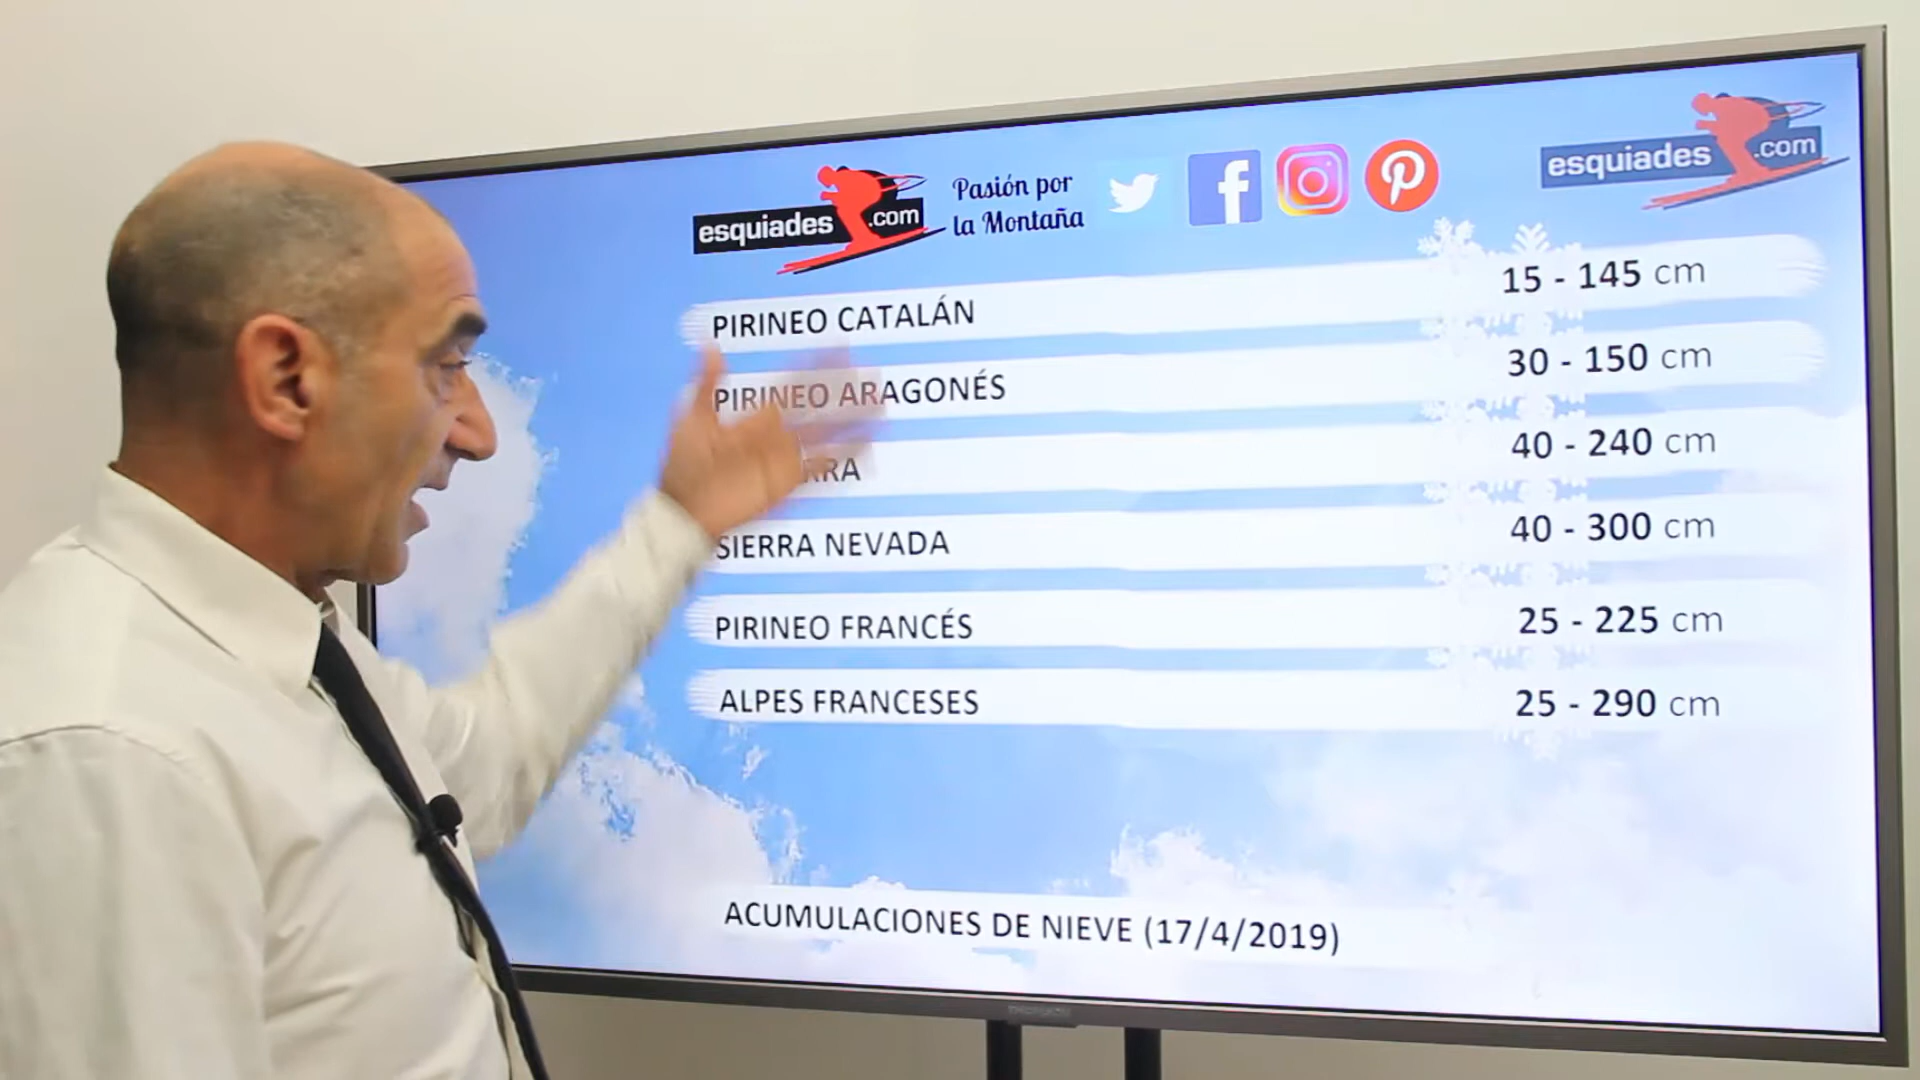 esquiades.com
Pasión por
la Montaña
esquiades.com
PIRINEO CATALÁN 15 - 145 cm
PIRINEO ARAGONÉS 30 - 150 cm
40 - 240 cm
SIERRA NEVADA 40 - 300 cm
PIRINEO FRANCÉS 25 - 225 cm
ALPES FRANCESES 25 - 290 cm
ACUMULACIONES DE NIEVE (17/4/2019)